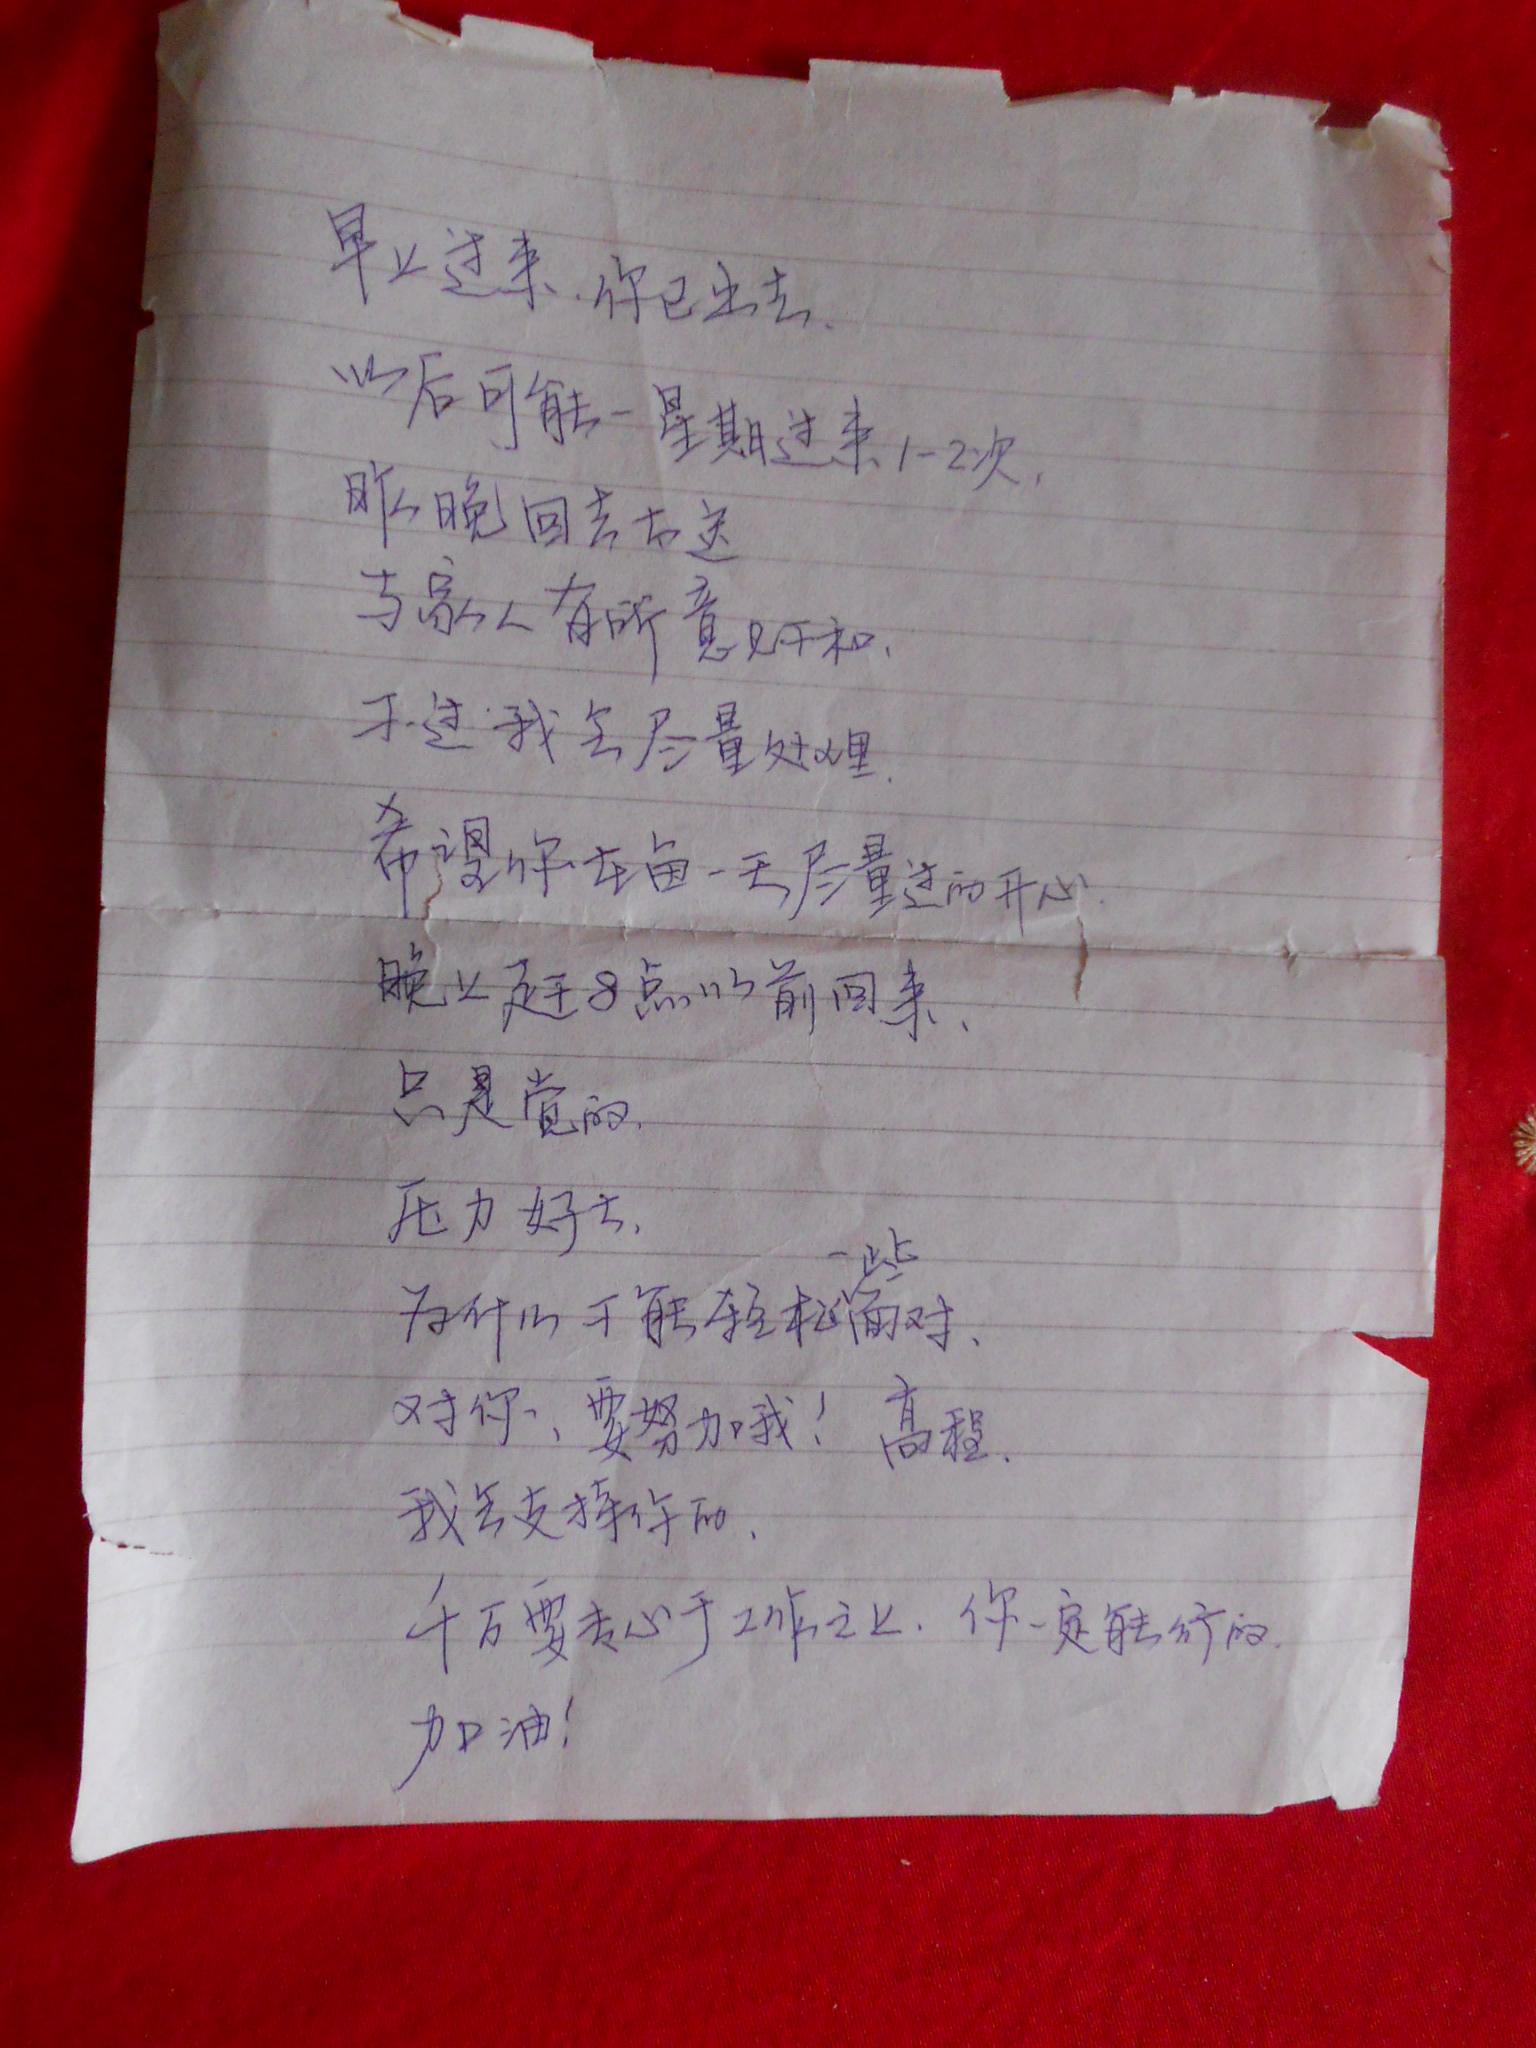 早上过来.你已出去.
以后可能一星期过来1-2次.
昨晚回去古送
与家人有所意见不和.
不过.我会尽量处理.
希望你在每一天尽量过的开心.
晚上赶8点以前回来、
只是觉的.
压力好大.
一些
为什么不能轻松面对、
对你、要努力哦! 高程.
我会支持你的.
千万要专心于工作之上. 你一定能行的.
加油!